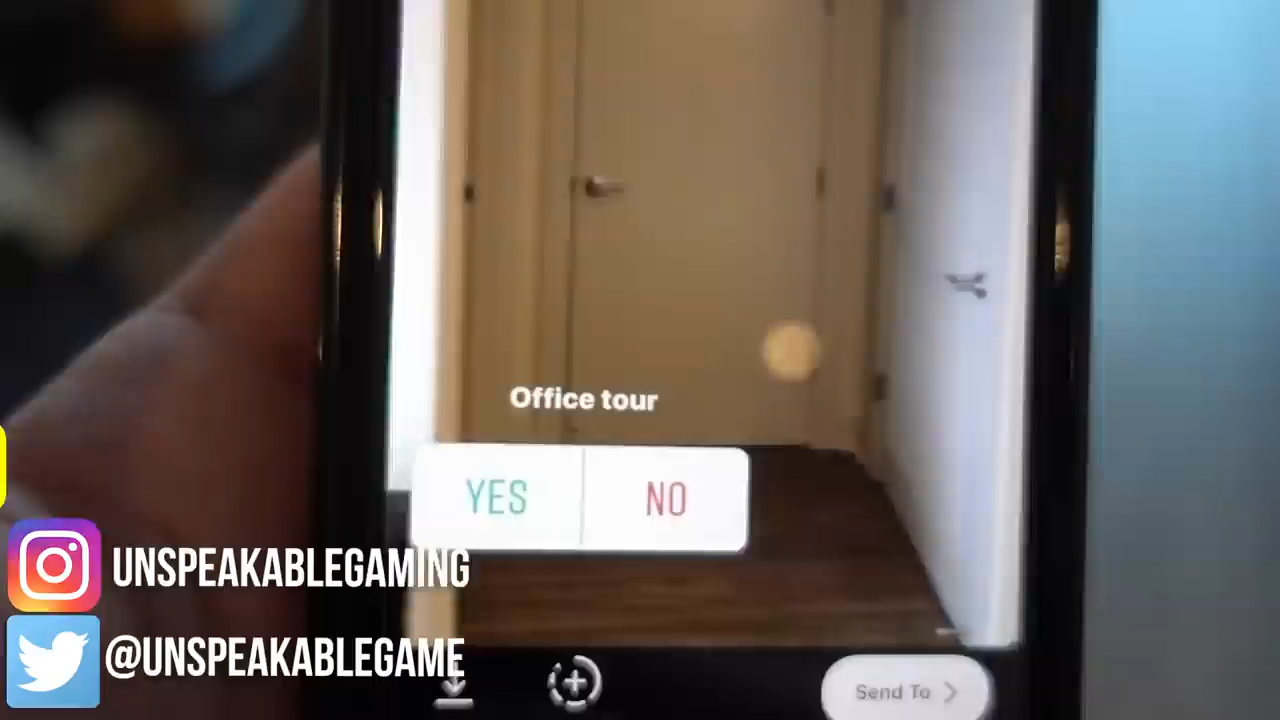 Office tour
YES NO
UNSPEAKABLEGAMING
@UNSPEAKABLEGAME
Send To